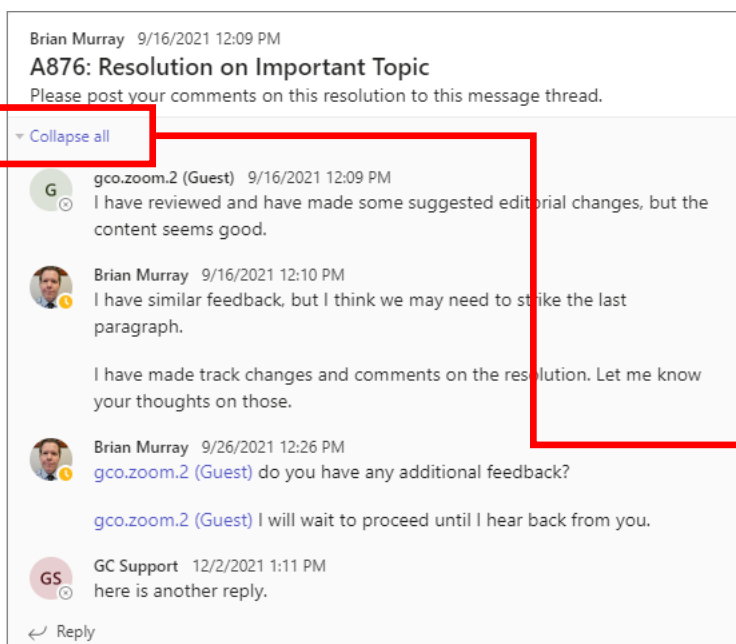 Brian Murray 9/16/2021 12:09 PM
A876: Resolution on Important Topic
Please post your comments on this resolution to this message thread.
Collapse all
G
gco.zoom.2 (Guest) 9/16/2021 12:09 PM
I have reviewed and have made some suggested editorial changes, but the
content seems good.
Brian Murray 9/16/2021 12:10 PM
I have similar feedback, but I think we may need to strike the last
paragraph.
I have made track changes and comments on the resolution. Let me know
your thoughts on those.
Brian Murray 9/26/2021 12:26 PM
gco.zoom.2 (Guest) do you have any additional feedback?
gco.zoom.2 (Guest) I will wait to proceed until I hear back from you.
GS
GC Support 12/2/2021 1:11 PM
here is another reply.
Reply